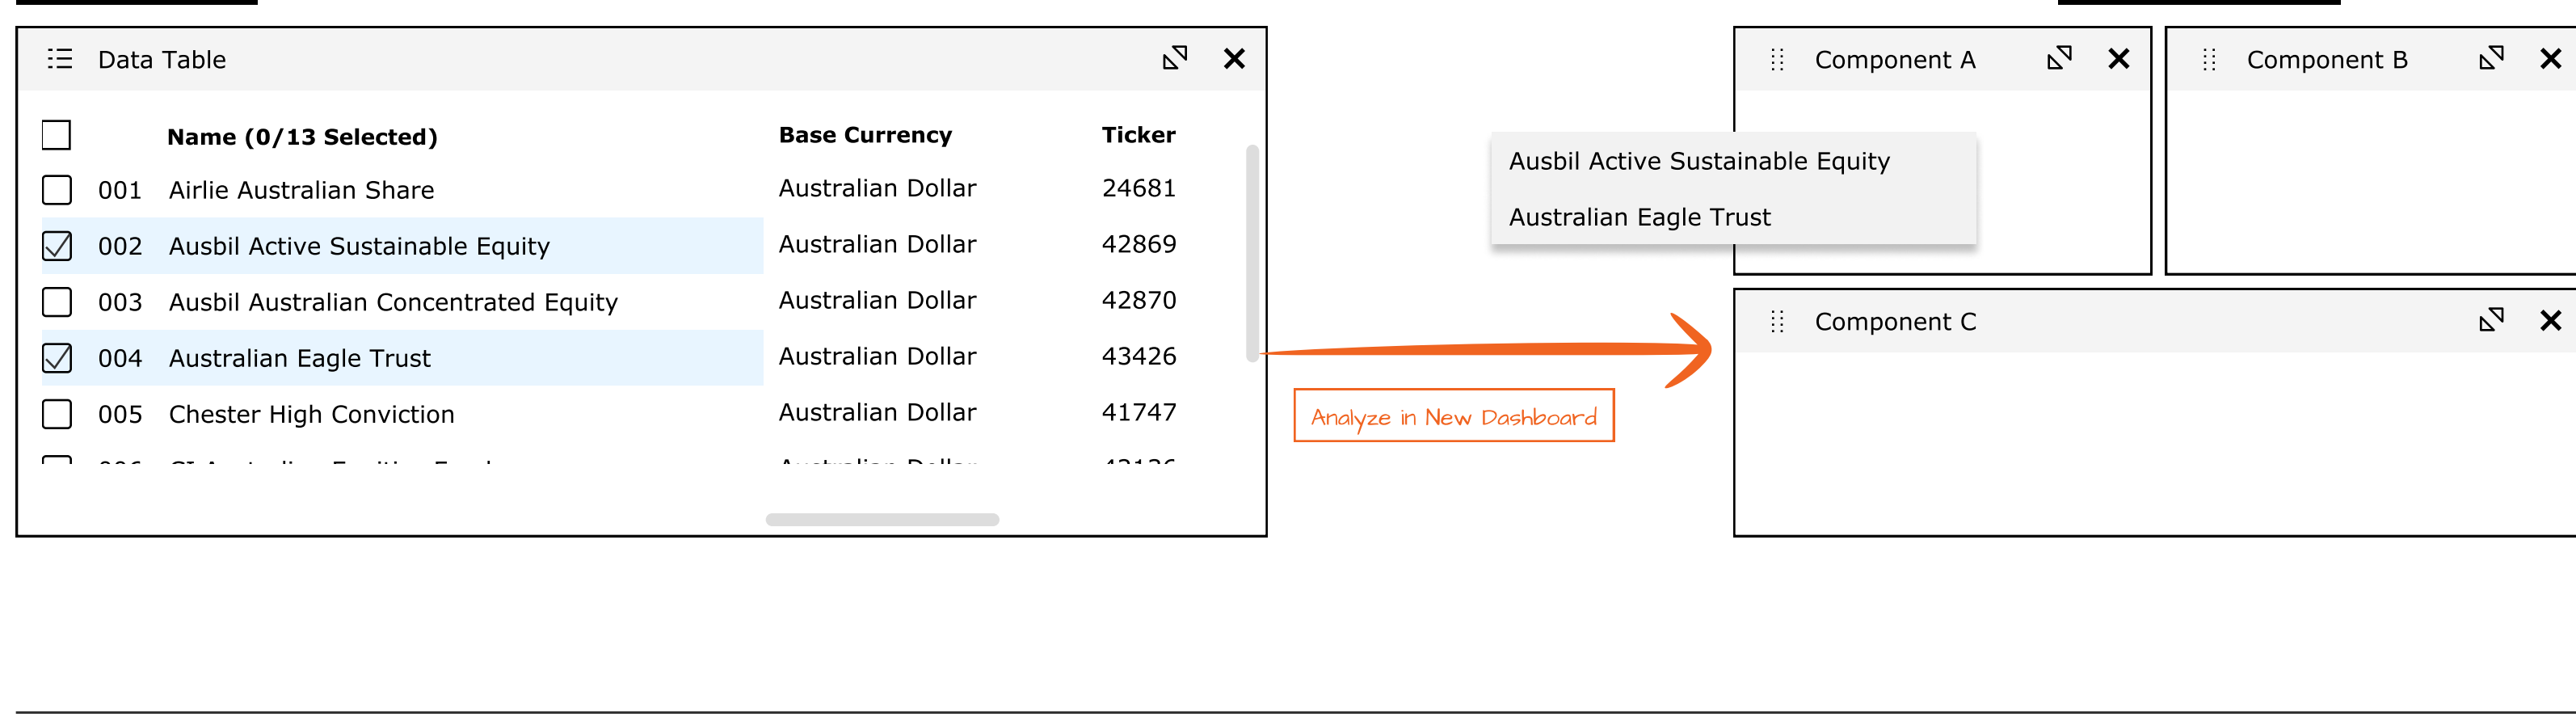 Data Table
Name (0/13 Selected) Base Currency Ticker
001 Airlie Australian Share Australian Dollar 24681
002 Ausbil Active Sustainable Equity Australian Dollar 42869
003 Ausbil Australian Concentrated Equity Australian Dollar 42870
004 Australian Eagle Trust Australian Dollar 43426
005 Chester High Conviction Australian Dollar 41747
Analyze in New Dashboard
Component A
Component B
Ausbil Active Sustainable Equity
Australian Eagle Trust
Component C